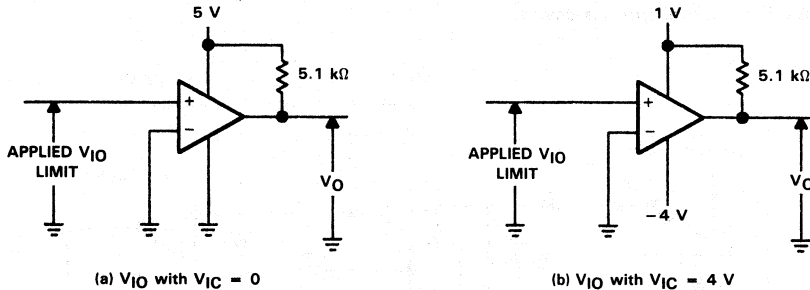 5 V
5.1 kΩ
+
−
APPLIED VIO
LIMIT
VO
(a) VIO with VIC = 0
1 V
5.1 kΩ
+
−
APPLIED VIO
LIMIT
−4 V
VO
(b) VIO with VIC = 4 V